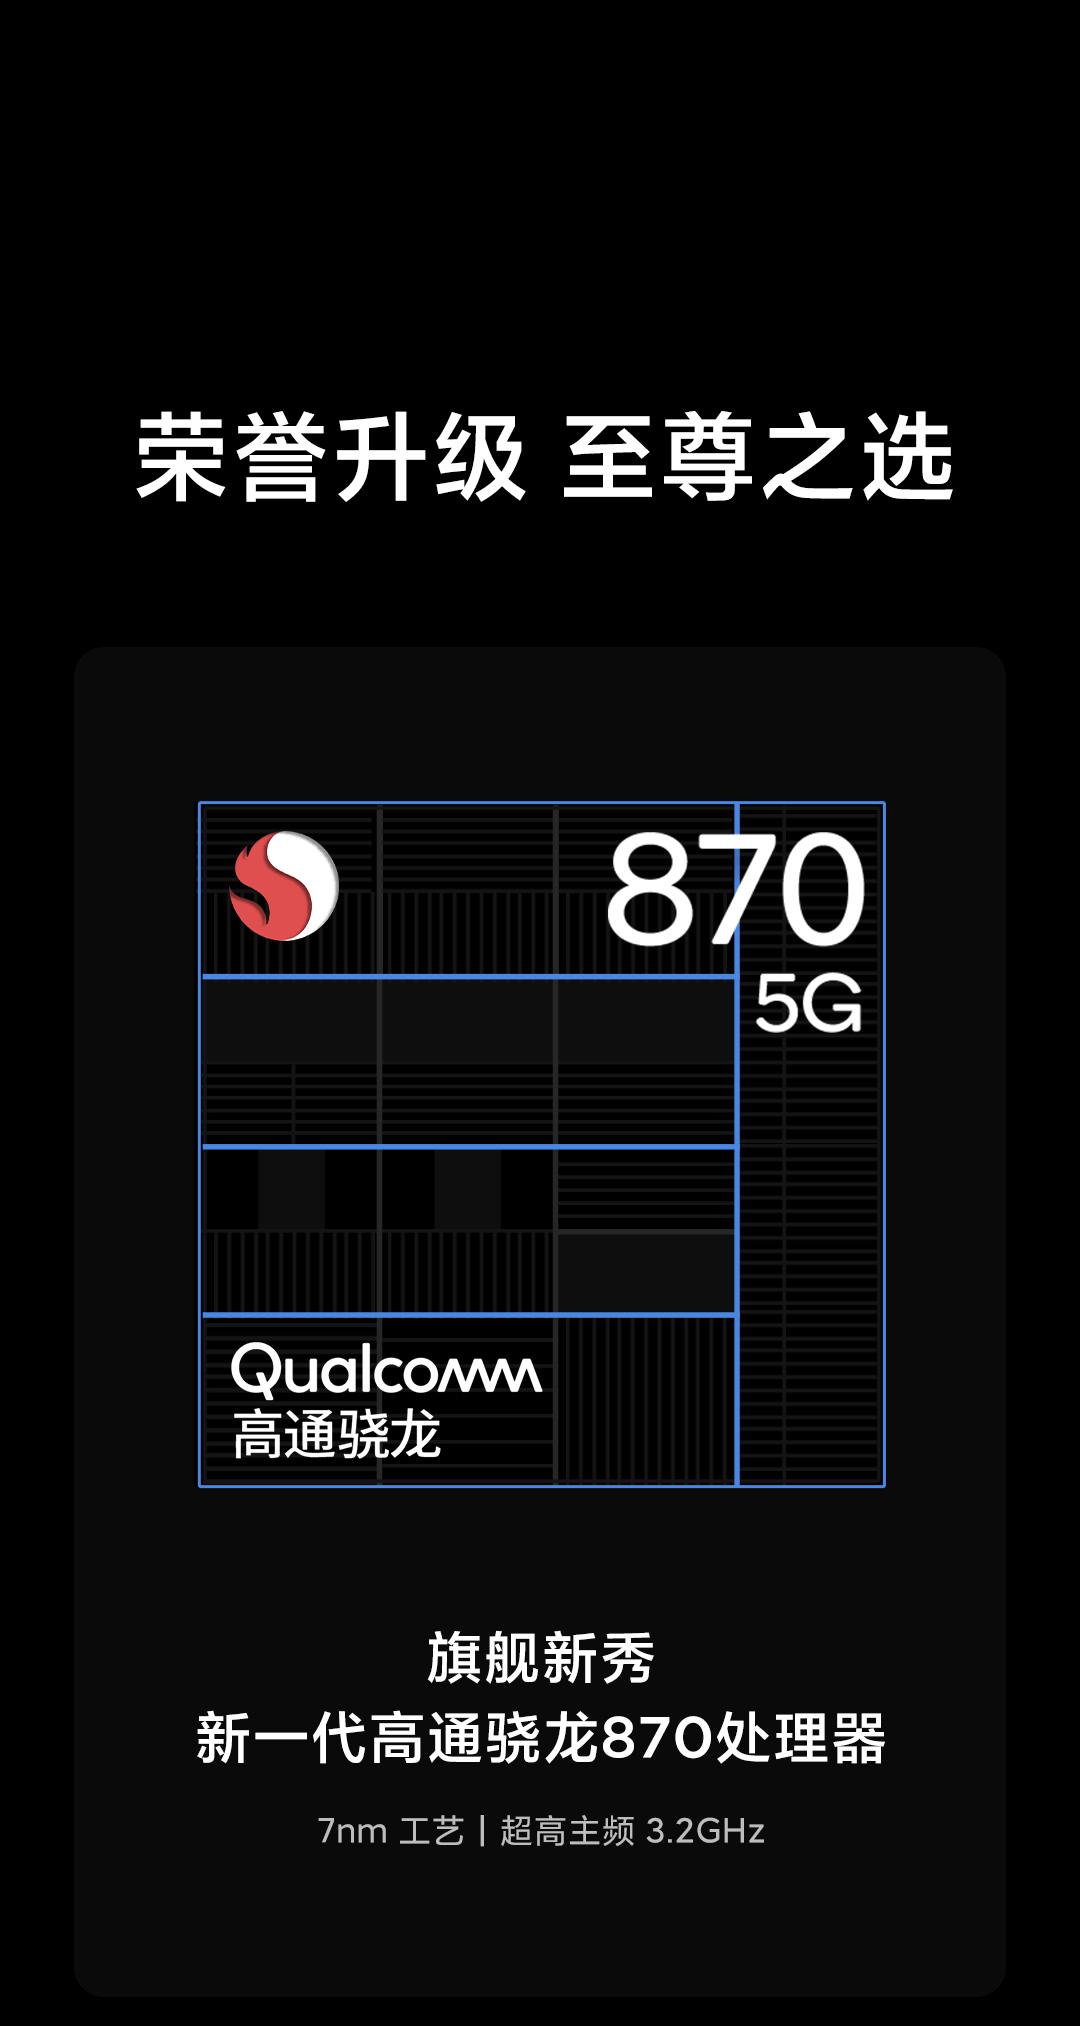 荣誉升级 至尊之选
870
5G
Qualcomm
高通骁龙
旗舰新秀
新一代高通骁龙870处理器
7nm 工艺 | 超高主频 3.2GHz